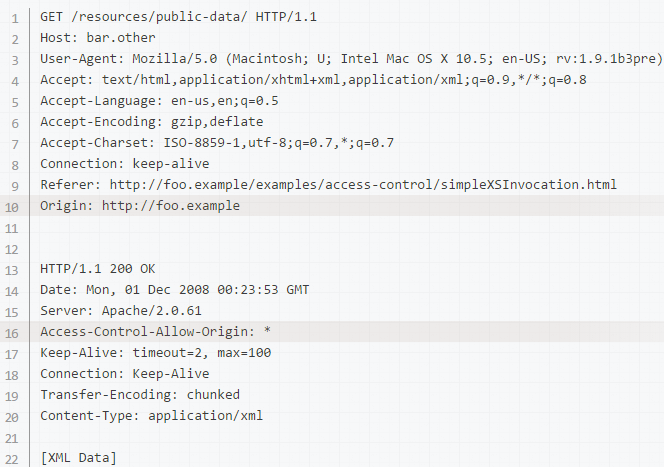 1 GET /resources/public-data/ HTTP/1.1
2 Host: bar.other
3 User-Agent: Mozilla/5.0 (Macintosh; U; Intel Mac OS X 10.5; en-US; rv:1.9.1b3pre)
4 Accept: text/html,application/xhtml+xml,application/xml;q=0.9,*/*;q=0.8
5 Accept-Language: en-us,en;q=0.5
6 Accept-Encoding: gzip,deflate
7 Accept-Charset: ISO-8859-1,utf-8;q=0.7,*;q=0.7
8 Connection: keep-alive
9 Referer: http://foo.example/examples/access-control/simpleXSInvocation.html
10 Origin: http://foo.example
11
12
13 HTTP/1.1 200 OK
14 Date: Mon, 01 Dec 2008 00:23:53 GMT
15 Server: Apache/2.0.61
16 Access-Control-Allow-Origin: *
17 Keep-Alive: timeout=2, max=100
18 Connection: Keep-Alive
19 Transfer-Encoding: chunked
20 Content-Type: application/xml
21
22 [XML Data]